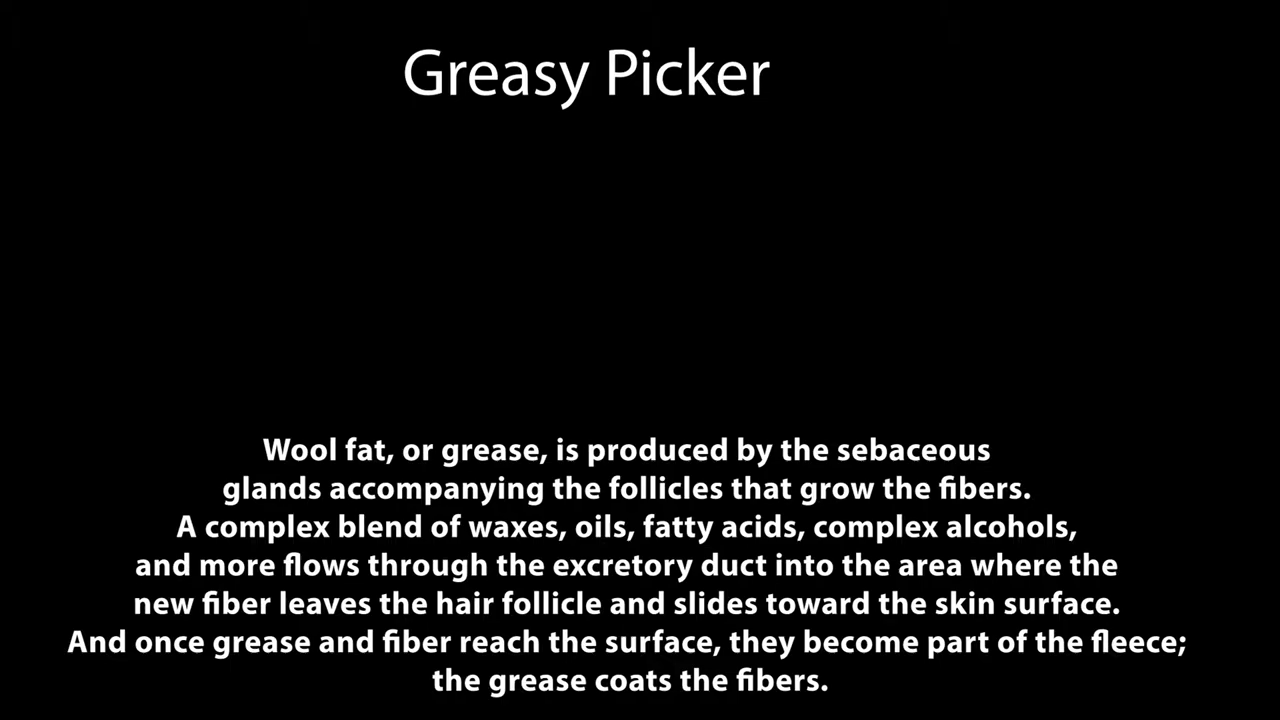 Greasy Picker
Wool fat, or grease, is produced by the sebaceous
glands accompanying the follicles that grow the fibers.
A complex blend of waxes, oils, fatty acids, complex alcohols,
and more flows through the excretory duct into the area where the
new fiber leaves the hair follicle and slides toward the skin surface.
And once grease and fiber reach the surface, they become part of the fleece;
the grease coats the fibers.